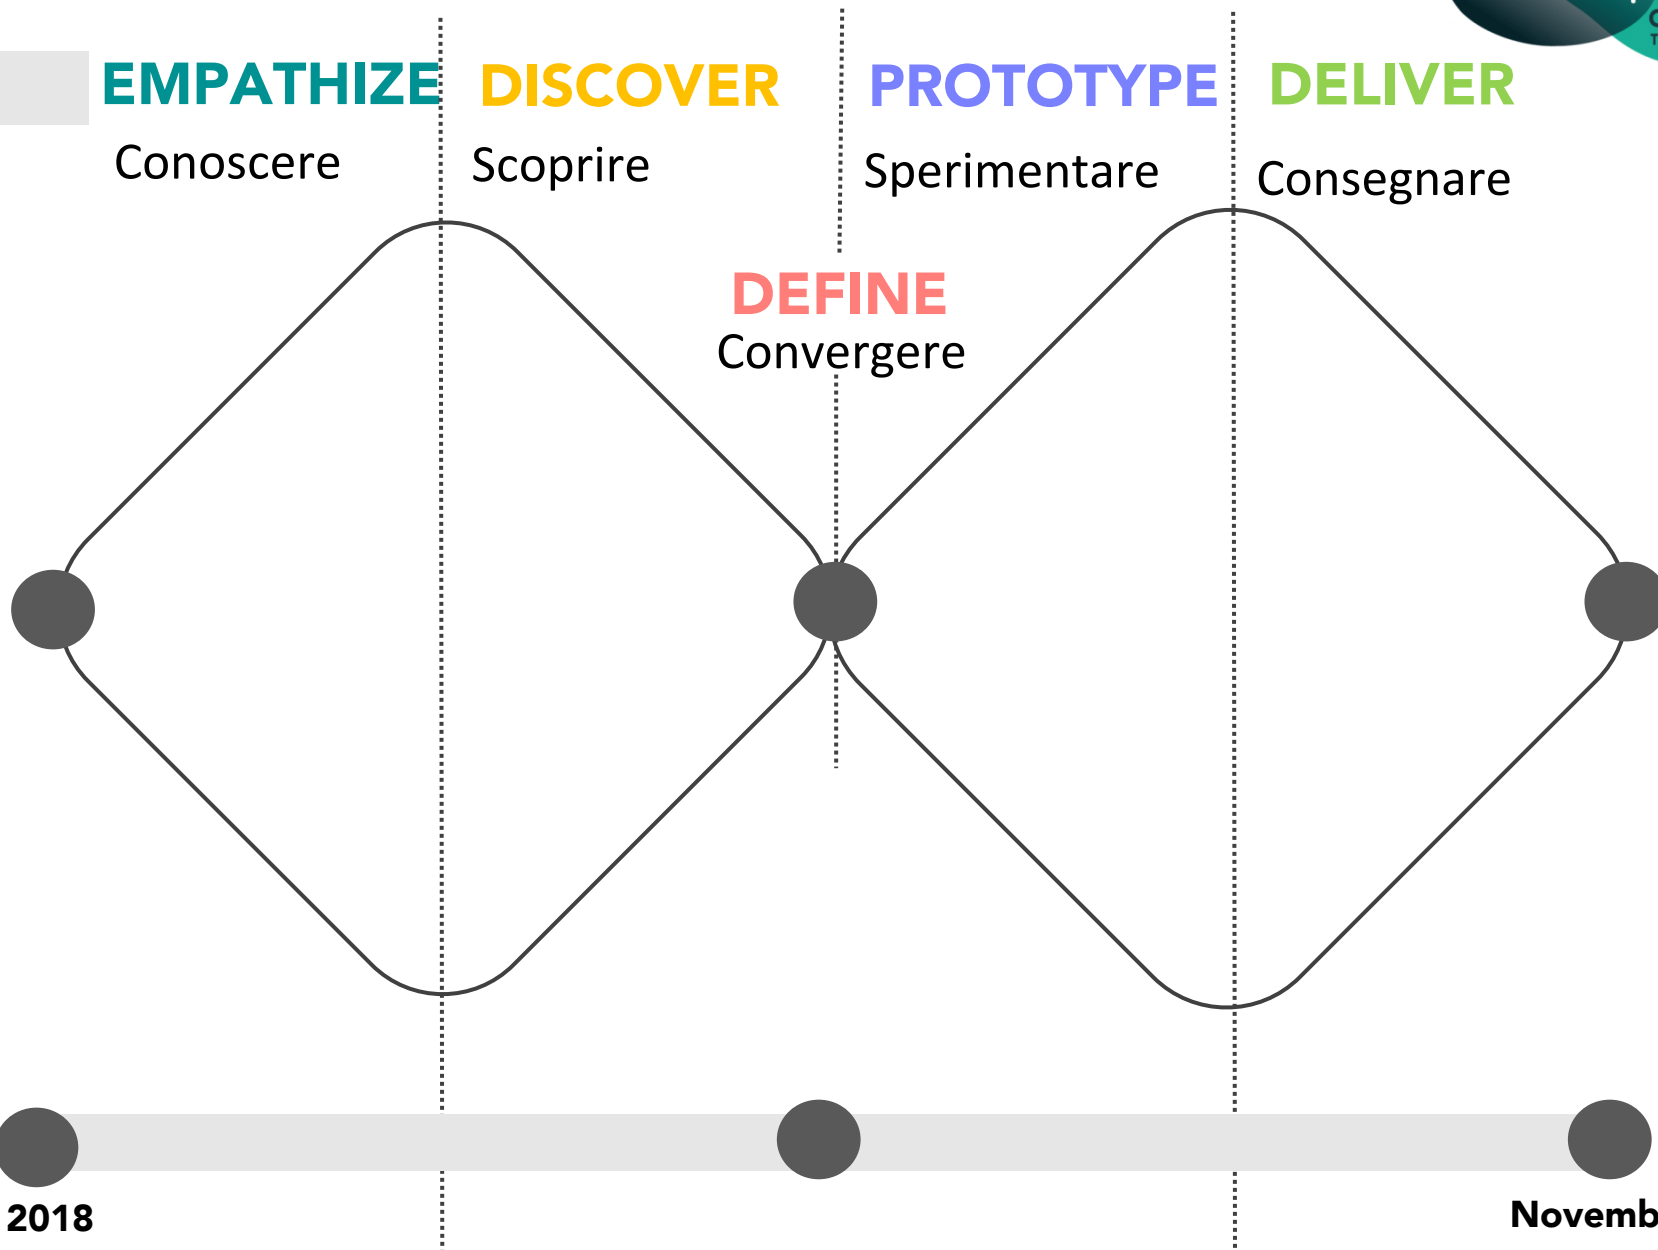 EMPATHIZE DISCOVER PROTOTYPE DELIVER
Conoscere Scoprire Sperimentare Consegnare
DEFINE
Convergere
2018 Novemb